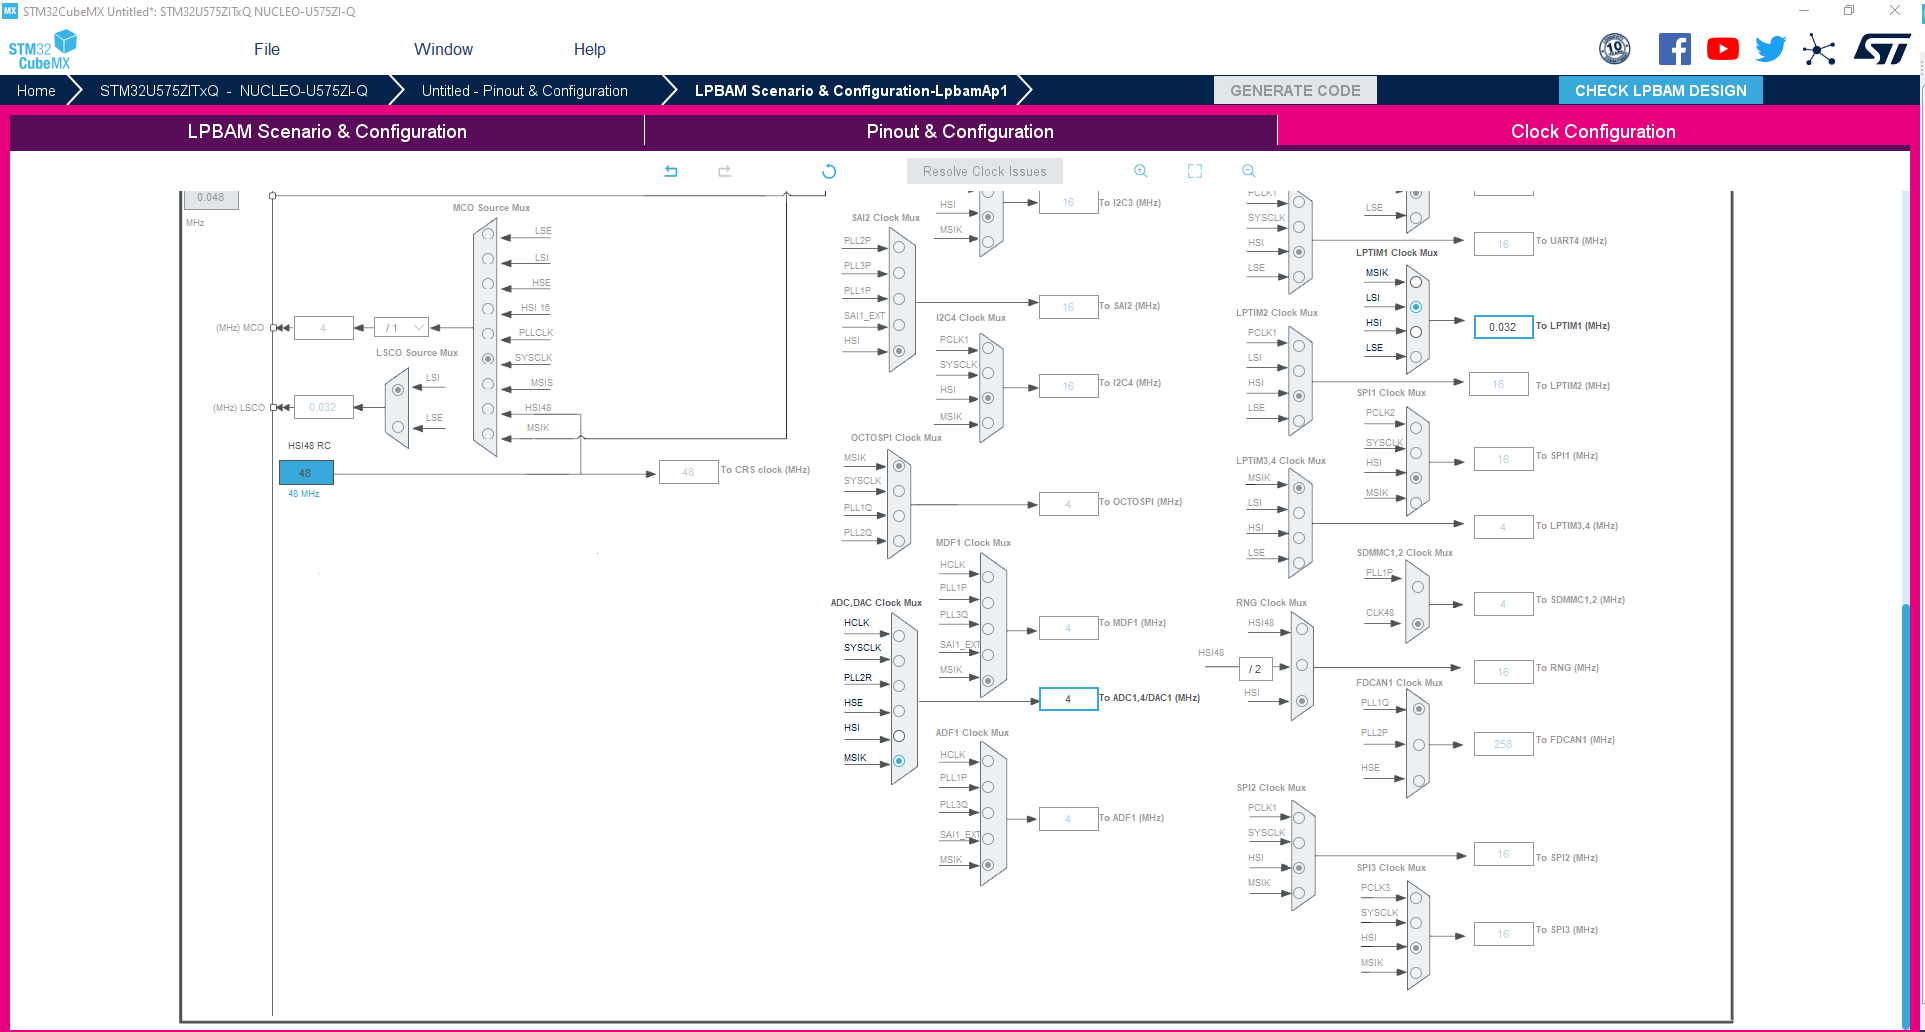 MX STM32CubeMX Untitled*: STM32U575ZITxQ NUCLEO-U575ZI-Q
STM32
CubeMX
File
Window
Help
10
Home
STM32U575ZITxQ - NUCLEO-U575ZI-Q
Untitled - Pinout & Configuration
LPBAM Scenario & Configuration-LpbamAp1
GENERATE CODE
CHECK LPBAM DESIGN
LPBAM Scenario & Configuration
Pinout & Configuration
Clock Configuration
Resolve Clock Issues
0.048
MHz
MCO Source Mux
LSE
LSI
HSE
HSI 16
PLLCLK
SYSCLK
MSIS
HSI48
MSIK
(MHz) MCO
4
/ 1
LSCO Source Mux
LSI
LSE
(MHz) LSCO
0.032
HSI48 RC
48
48 MHz
48
To CRS clock (MHz)
HSI
MSIK
16
To I2C3 (MHz)
SAI2 Clock Mux
PLL2P
PLL3P
PLL1P
SAI1_EXT
HSI
16
To SAI2 (MHz)
I2C4 Clock Mux
PCLK1
SYSCLK
HSI
MSIK
16
To I2C4 (MHz)
OCTOSPI Clock Mux
MSIK
SYSCLK
PLL1Q
PLL2Q
4
To OCTOSPI (MHz)
MDF1 Clock Mux
HCLK
PLL1P
PLL3Q
SAI1_EXT
MSIK
4
To MDF1 (MHz)
ADC,DAC Clock Mux
HCLK
SYSCLK
PLL2R
HSE
HSI
MSIK
4
To ADC1,4/DAC1 (MHz)
ADF1 Clock Mux
HCLK
PLL1P
PLL3Q
SAI1_EXT
MSIK
4
To ADF1 (MHz)
PCLK1
SYSCLK
HSI
LSE
16
To UART4 (MHz)
LSE
LPTIM1 Clock Mux
MSIK
LSI
HSI
LSE
0.032
To LPTIM1 (MHz)
LPTIM2 Clock Mux
PCLK1
LSI
HSI
LSE
16
To LPTIM2 (MHz)
SPI1 Clock Mux
PCLK2
SYSCLK
HSI
MSIK
16
To SPI1 (MHz)
LPTIM3,4 Clock Mux
MSIK
LSI
HSI
LSE
4
To LPTIM3,4 (MHz)
SDMMC1,2 Clock Mux
PLL1P
CLK48
4
To SDMMC1,2 (MHz)
RNG Clock Mux
HSI48
HSI48
/ 2
HSI
16
To RNG (MHz)
FDCAN1 Clock Mux
PLL1Q
PLL2P
HSE
258
To FDCAN1 (MHz)
SPI2 Clock Mux
PCLK1
SYSCLK
HSI
MSIK
16
To SPI2 (MHz)
SPI3 Clock Mux
PCLK3
SYSCLK
HSI
MSIK
16
To SPI3 (MHz)